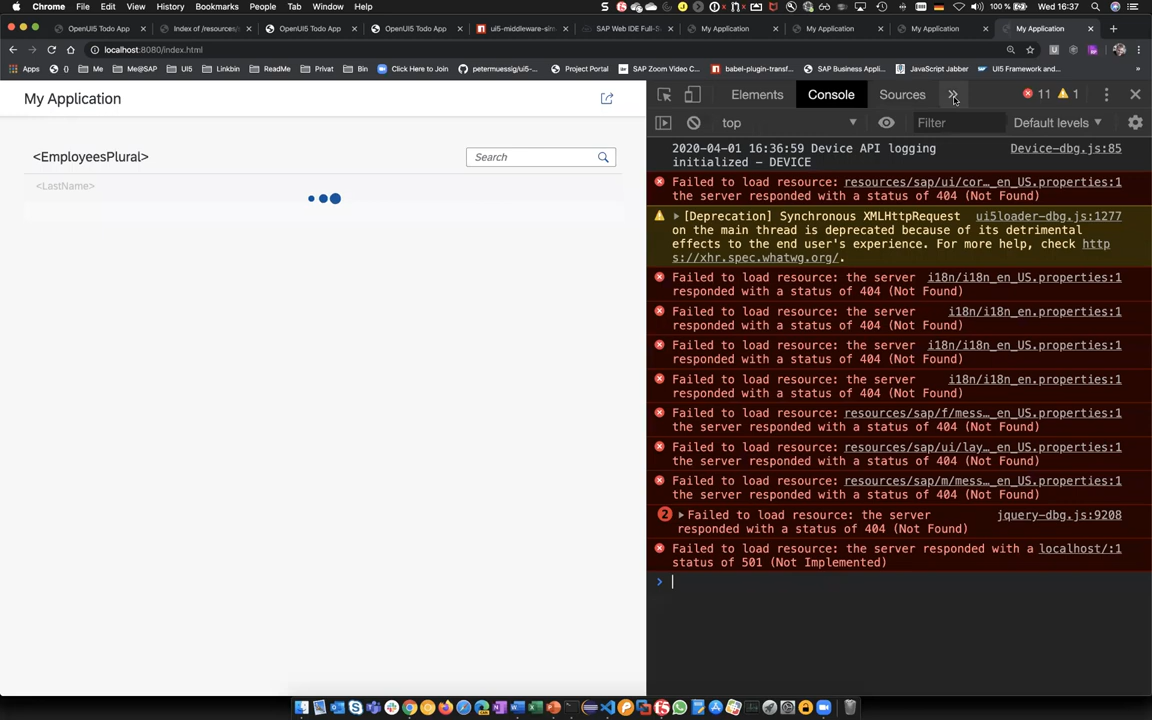 Chrome File Edit View History Bookmarks People Tab Window Help 100 % Wed 16:37
OpenUI5 Todo App Index of /resources/ OpenUI5 Todo App OpenUI5 Todo App ui5-middleware-sim SAP Web IDE Full-S My Application My Application My Application My Application
localhost:8080/index.html
Apps {} Me Me@SAP UI5 Linkbin ReadMe Privat Bin Click Here to Join petermuessig/ui5-... Project Portal SAP Zoom Video C... babel-plugin-transf... SAP Business Appli... JavaScript Jabber UI5 Framework and...
My Application
<EmployeesPlural>
Search
<LastName>
Elements Console Sources » 11 1
top Filter Default levels
2020-04-01 16:36:59 Device API logging Device-dbg.js:85
initialized – DEVICE
Failed to load resource: resources/sap/ui/cor…_en_US.properties:1
the server responded with a status of 404 (Not Found)
[Deprecation] Synchronous XMLHttpRequest ui5loader-dbg.js:1277
on the main thread is deprecated because of its detrimental
effects to the end user's experience. For more help, check http
s://xhr.spec.whatwg.org/.
Failed to load resource: the server i18n/i18n_en_US.properties:1
responded with a status of 404 (Not Found)
Failed to load resource: the server i18n/i18n_en.properties:1
responded with a status of 404 (Not Found)
Failed to load resource: the server i18n/i18n_en_US.properties:1
responded with a status of 404 (Not Found)
Failed to load resource: the server i18n/i18n_en.properties:1
responded with a status of 404 (Not Found)
Failed to load resource: resources/sap/f/mess…_en_US.properties:1
the server responded with a status of 404 (Not Found)
Failed to load resource: resources/sap/ui/lay…_en_US.properties:1
the server responded with a status of 404 (Not Found)
Failed to load resource: resources/sap/m/mess…_en_US.properties:1
the server responded with a status of 404 (Not Found)
2 Failed to load resource: the server jquery-dbg.js:9208
responded with a status of 404 (Not Found)
Failed to load resource: the server responded with a localhost/:1
status of 501 (Not Implemented)